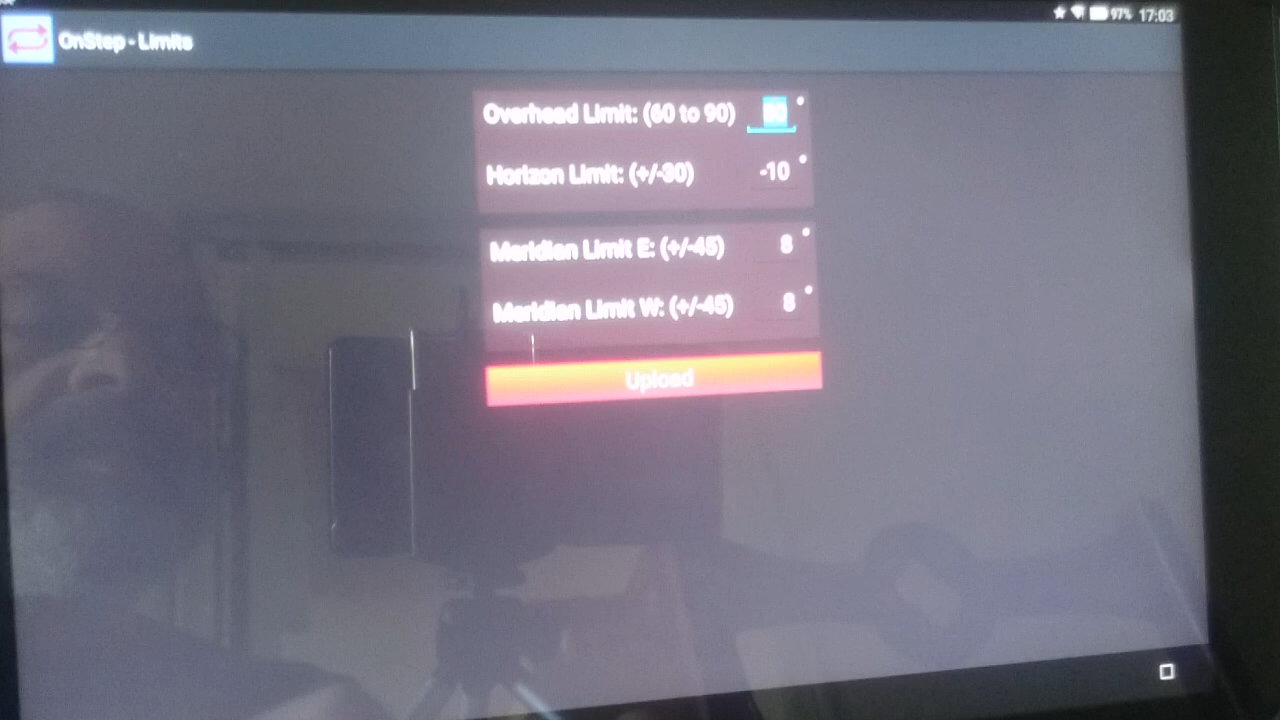 97% 17:03
OnStep - Limits
Overhead Limit: (60 to 90) °
Horizon Limit: (+/-30) -10 °
Meridian Limit E: (+/-45) 8 °
Meridian Limit W: (+/-45) 8 °
Upload